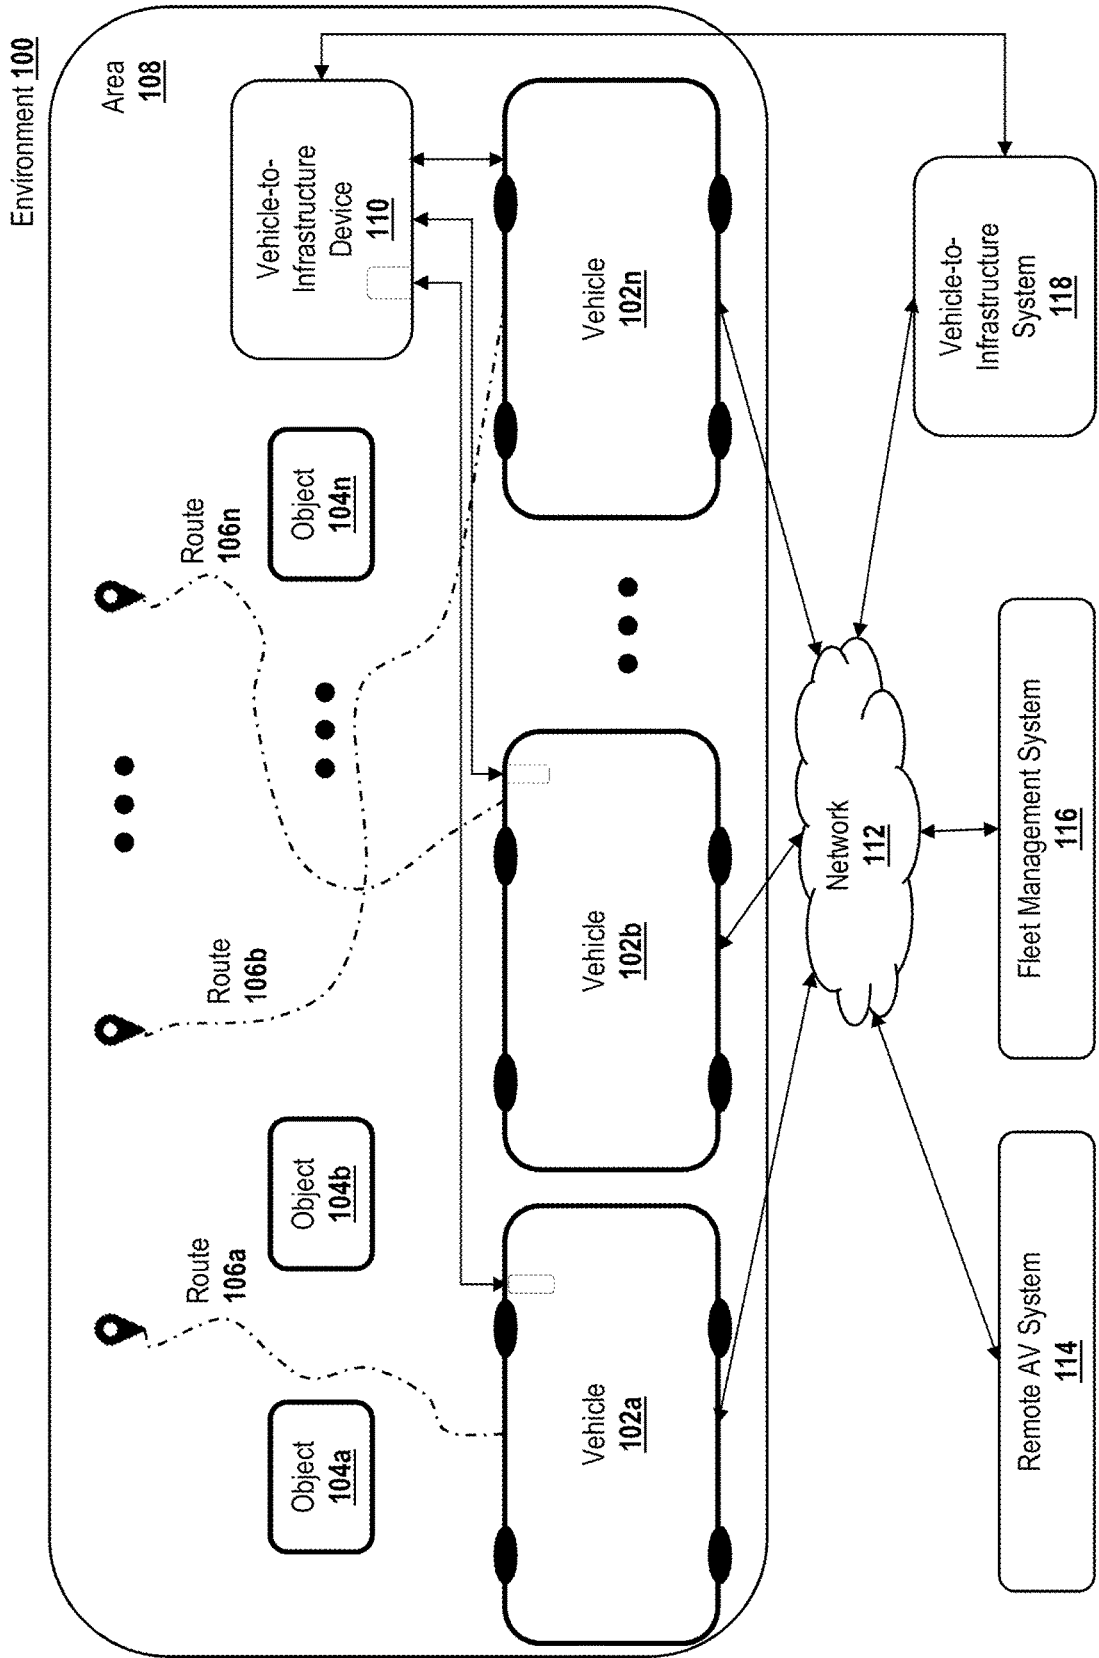 Environment 100
Area
108
Route
106a
Route
106b
Route
106n
Object
104a
Object
104b
Object
104n
Vehicle-to-
Infrastructure
Device
110
Vehicle
102a
Vehicle
102b
Vehicle
102n
Network
112
Remote AV System
114
Fleet Management System
116
Vehicle-to-
Infrastructure
System
118